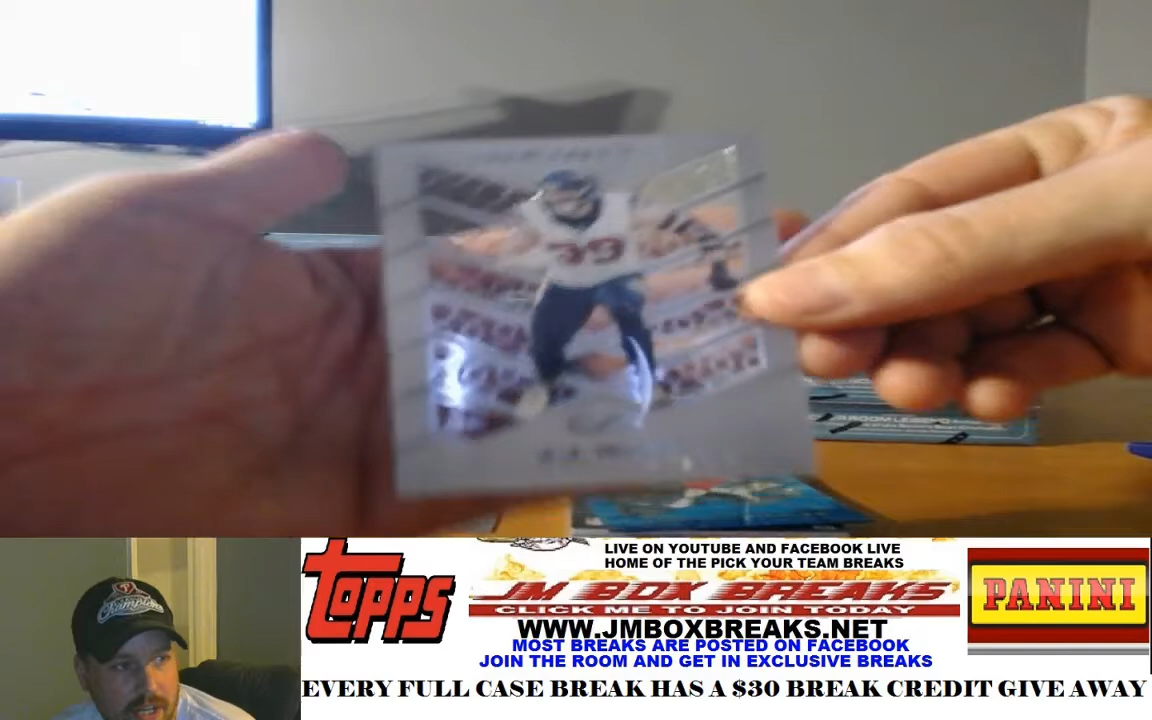 99
TOPPS
LIVE ON YOUTUBE AND FACEBOOK LIVE
HOME OF THE PICK YOUR TEAM BREAKS
JM BOX BREAKS
CLICK ME TO JOIN TODAY
WWW.JMBOXBREAKS.NET
MOST BREAKS ARE POSTED ON FACEBOOK
JOIN THE ROOM AND GET IN EXCLUSIVE BREAKS
PANINI
EVERY FULL CASE BREAK HAS A $30 BREAK CREDIT GIVE AWAY